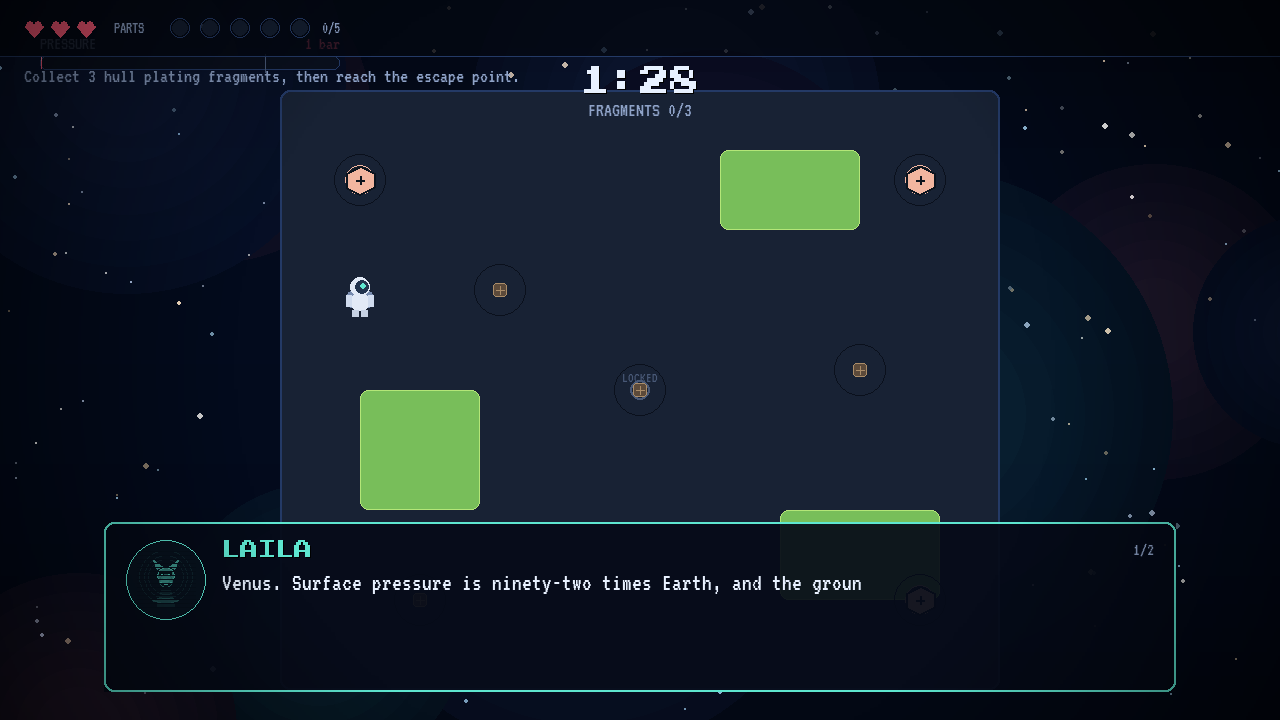 PARTS
0/5
PRESSURE
1 bar
Collect 3 hull plating fragments, then reach the escape point.
1:28
FRAGMENTS 0/3
LOCKED
LAILA
1/2
Venus. Surface pressure is ninety-two times Earth, and the groun